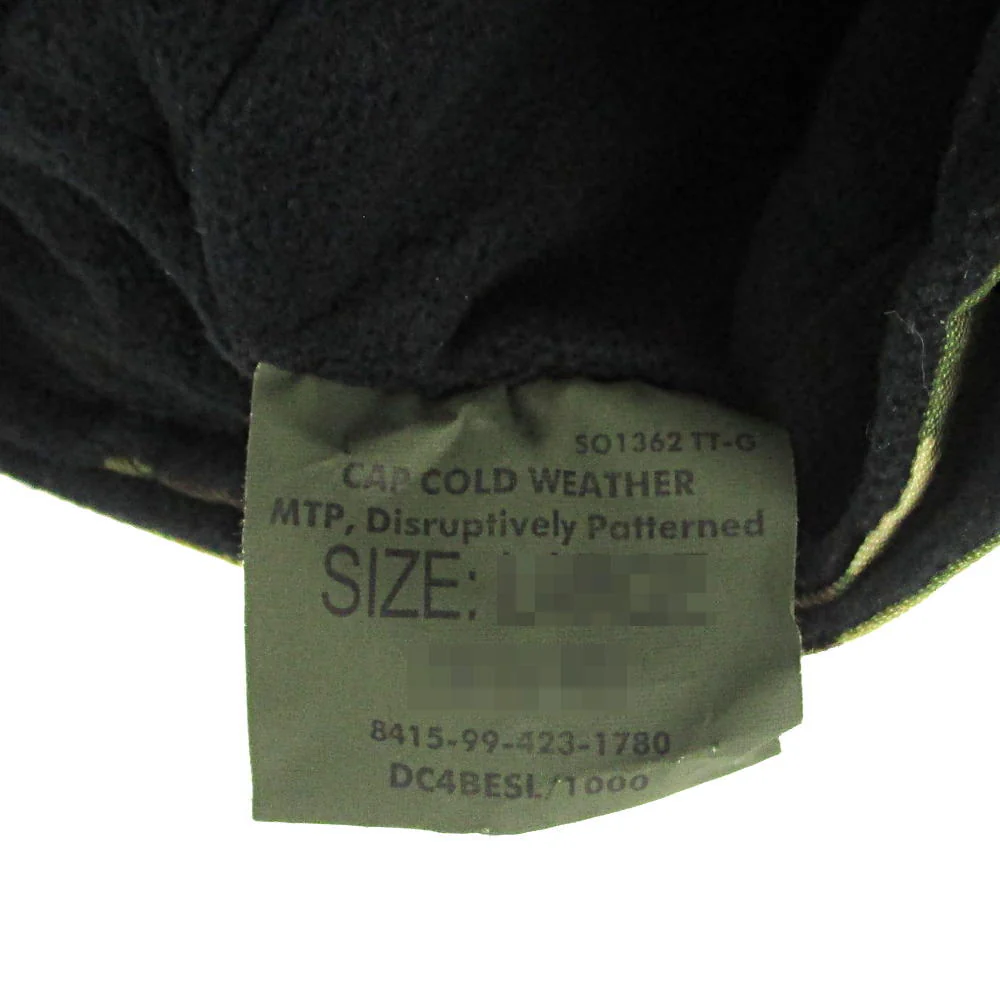 SO1362 TT-G
CAP COLD WEATHER
MTP, Disruptively Patterned
SIZE:
8415-99-423-1780
DC4BESL/1000